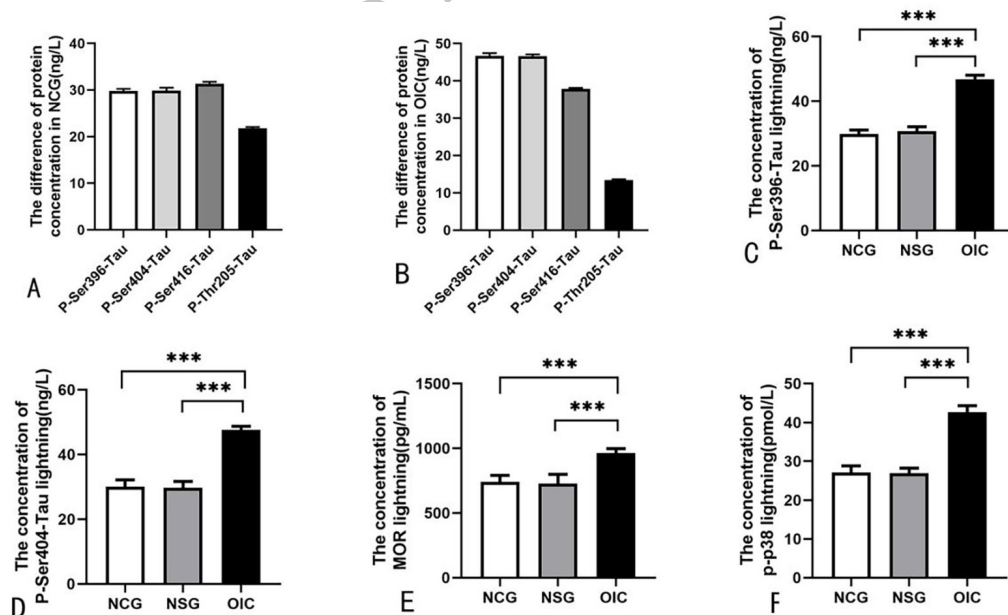 The difference of protein
concentration in NCG(ng/L)
40
30
20
10
0
P-Ser396-Tau
P-Ser404-Tau
P-Ser416-Tau
P-Thr205-Tau
A
The difference of protein
concentration in OIC(ng/L)
50
40
30
20
10
0
P-Ser396-Tau
P-Ser404-Tau
P-Ser416-Tau
P-Thr205-Tau
B
The concentration of
P-Ser396-Tau lightning(ng/L)
60
40
20
0
***
***
NCG NSG OIC
C
The concentration of
P-Ser404-Tau lightning(ng/L)
60
40
20
0
***
***
NCG NSG OIC
D
The concentration of
MOR lightning(pg/mL)
1500
1000
500
0
***
***
NCG NSG OIC
E
The concentration of
p-p38 lightning(pmol/L)
50
40
30
20
10
0
***
***
NCG NSG OIC
F